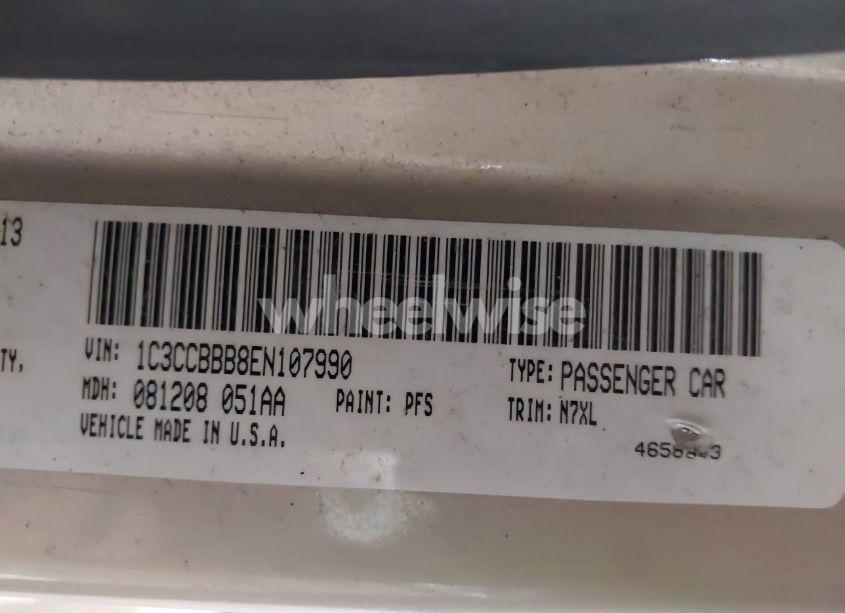 13
wheelwise
TY,
VIN: 1C3CCBBB8EN107990
TYPE: PASSENGER CAR
MDH: 081208 051AA
PAINT: PFS
TRIM: N7XL
VEHICLE MADE IN U.S.A.